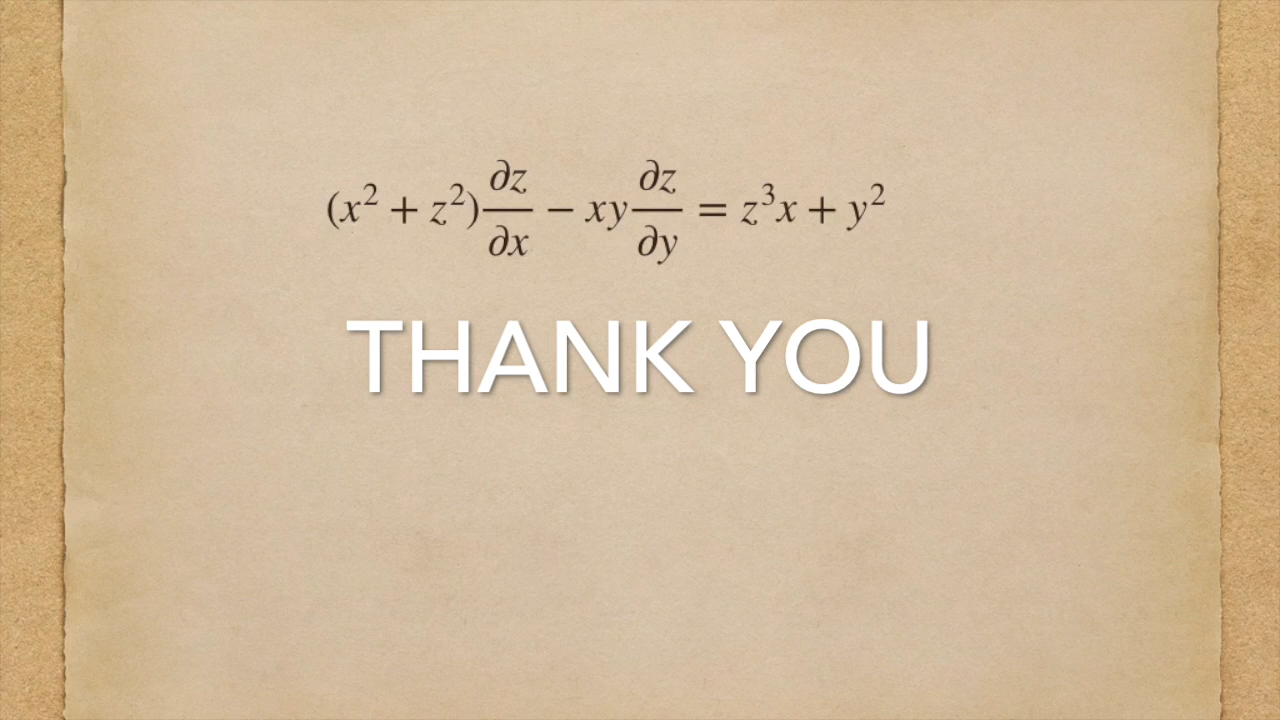 (x² + z²)∂z/∂x − xy∂z/∂y = z³x + y²
THANK YOU